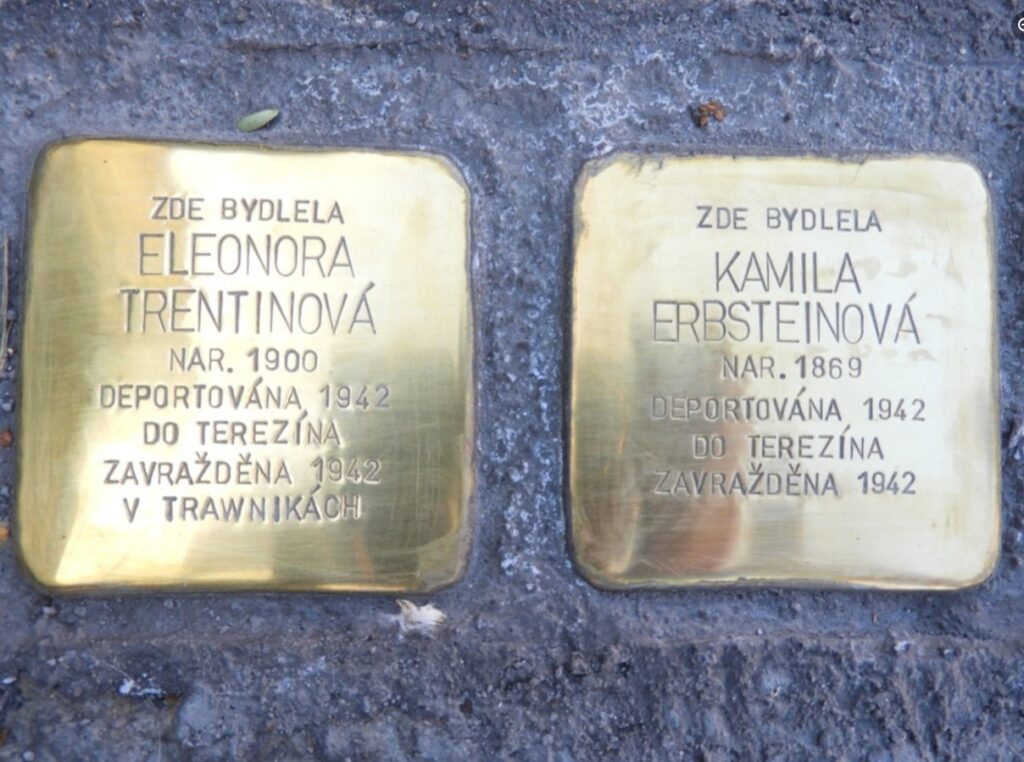 ZDE BYDLELA
ELEONORA
TRENTINOVÁ
NAR. 1900
DEPORTOVÁNA 1942
DO TEREZÍNA
ZAVRAŽDĚNA 1942
V TRAWNIKÁCH
ZDE BYDLELA
KAMILA
ERBSTEINOVÁ
NAR. 1869
DEPORTOVÁNA 1942
DO TEREZÍNA
ZAVRAŽDĚNA 1942